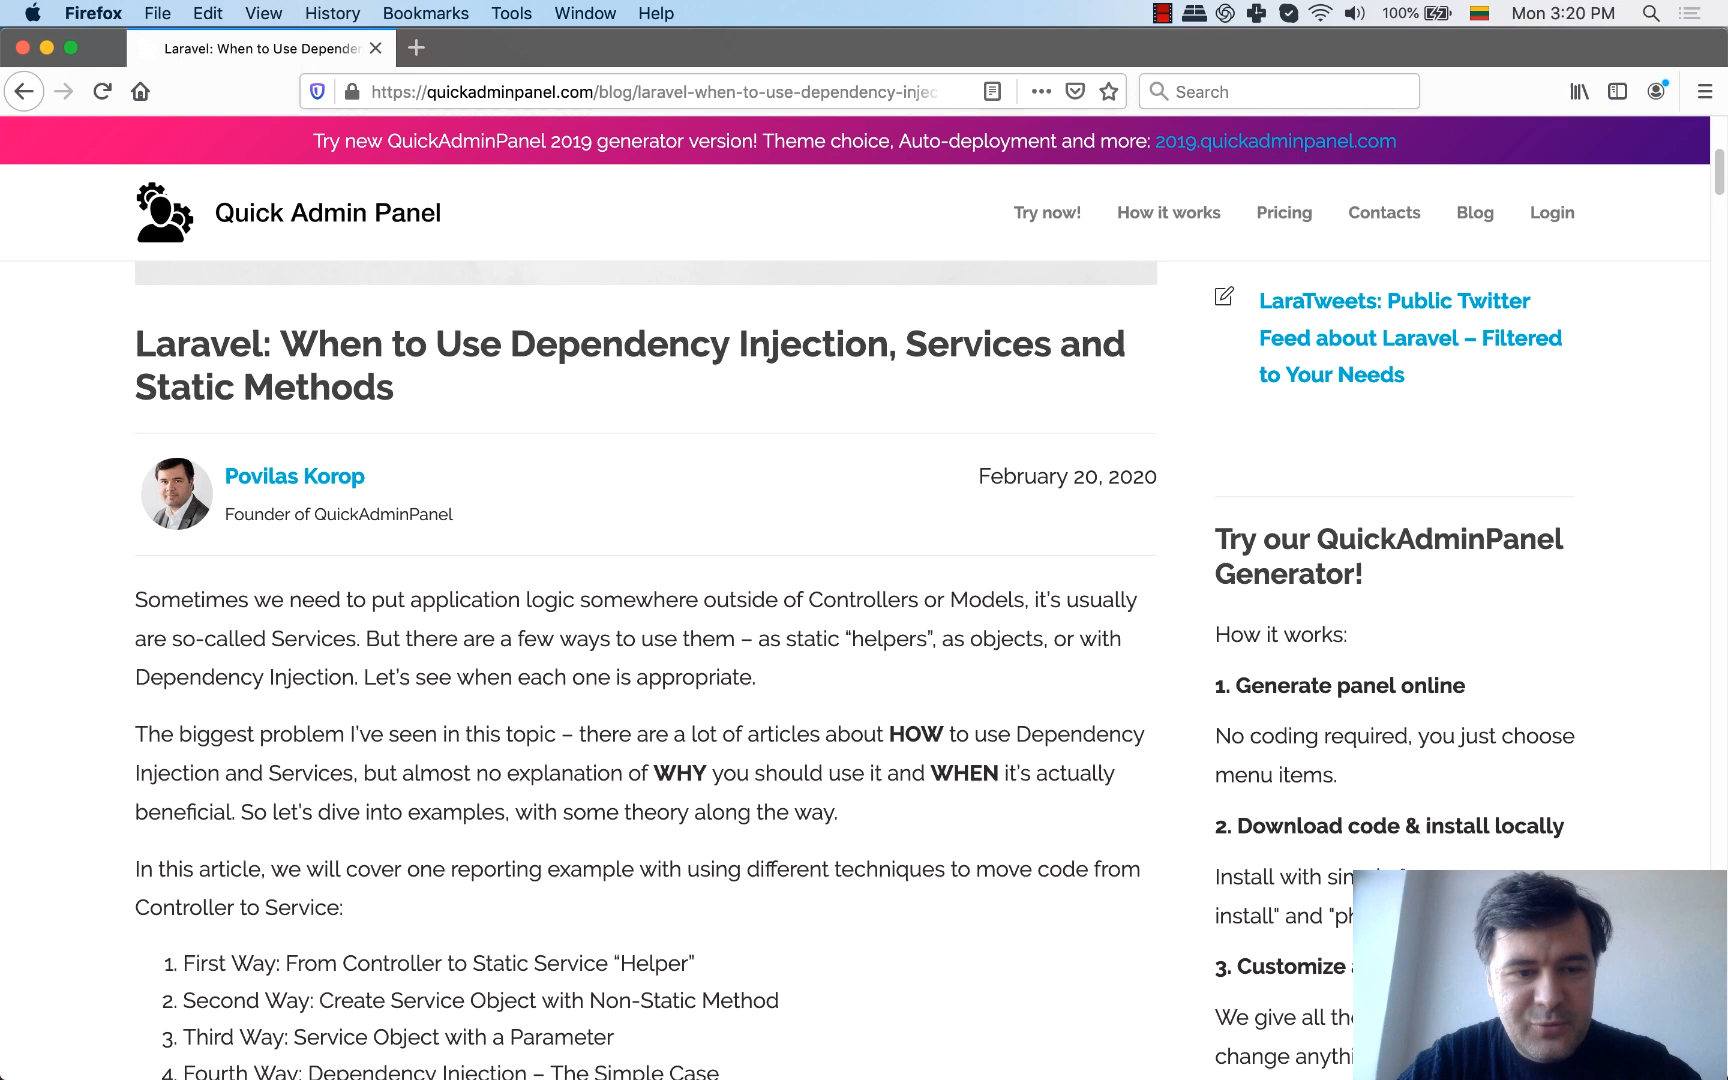 Firefox File Edit View History Bookmarks Tools Window Help 100% Mon 3:20 PM
Laravel: When to Use Depender
https://quickadminpanel.com/blog/laravel-when-to-use-dependency-injec
Search
Try new QuickAdminPanel 2019 generator version! Theme choice, Auto-deployment and more: 2019.quickadminpanel.com
Quick Admin Panel
Try now! How it works Pricing Contacts Blog Login
Laravel: When to Use Dependency Injection, Services and
Static Methods
Povilas Korop
Founder of QuickAdminPanel
February 20, 2020
Sometimes we need to put application logic somewhere outside of Controllers or Models, it's usually
are so-called Services. But there are a few ways to use them – as static “helpers”, as objects, or with
Dependency Injection. Let's see when each one is appropriate.
The biggest problem I've seen in this topic – there are a lot of articles about HOW to use Dependency
Injection and Services, but almost no explanation of WHY you should use it and WHEN it's actually
beneficial. So let's dive into examples, with some theory along the way.
In this article, we will cover one reporting example with using different techniques to move code from
Controller to Service:
1. First Way: From Controller to Static Service “Helper”
2. Second Way: Create Service Object with Non-Static Method
3. Third Way: Service Object with a Parameter
4. Fourth Way: Dependency Injection – The Simple Case
LaraTweets: Public Twitter
Feed about Laravel – Filtered
to Your Needs
Try our QuickAdminPanel
Generator!
How it works:
1. Generate panel online
No coding required, you just choose
menu items.
2. Download code & install locally
Install with
install" and
3. Customize
We give all
change